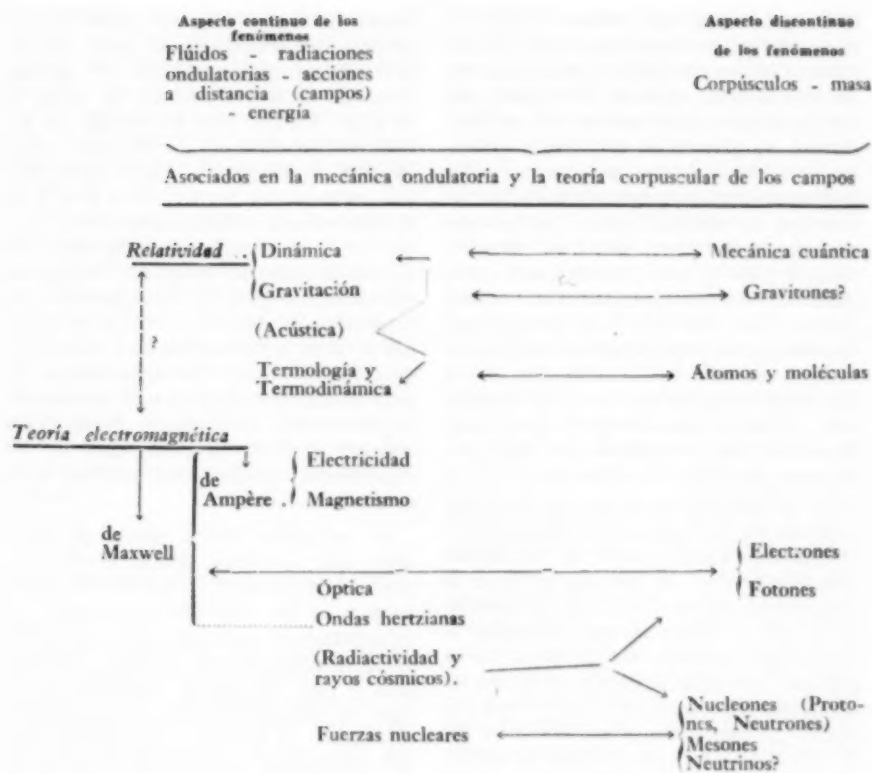 Aspecto continuo de los
fenómenos
Flúidos - radiaciones
ondulatorias - acciones
a distancia (campos)
- energía
Aspecto discontinuo
de los fenómenos
Corpúsculos - masa
Asociados en la mecánica ondulatoria y la teoría corpuscular de los campos
Relatividad . . Dinámica
Mecánica cuántica
Gravitación
Gravitones?
(Acústica)
?
Termología y
Termodinámica
Atomos y moléculas
Teoría electromagnética
de
Ampère .
Electricidad
Magnetismo
de
Maxwell
Electrones
Fotones
Óptica
Ondas hertzianas
(Radiactividad y
rayos cósmicos).
Fuerzas nucleares
Nucleones (Proto-
nes, Neutrones)
Mesones
Neutrinos?